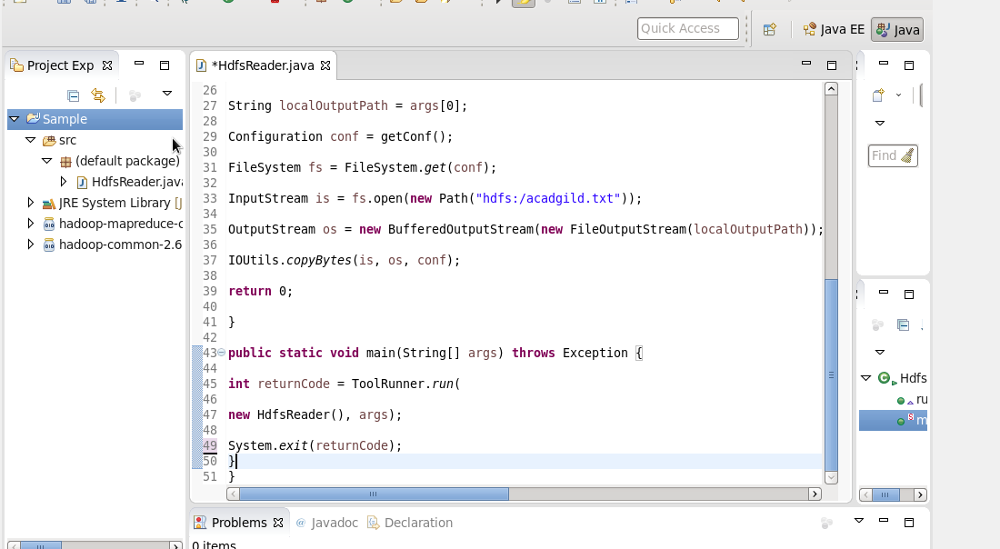 Quick Access
Java EE
Java
Project Exp
*HdfsReader.java
Sample
src
(default package)
HdfsReader.java
JRE System Library [J
hadoop-mapreduce-c
hadoop-common-2.6
26
27 String localOutputPath = args[0];
28
29 Configuration conf = getConf();
30
31 FileSystem fs = FileSystem.get(conf);
32
33 InputStream is = fs.open(new Path("hdfs:/acadgild.txt"));
34
35 OutputStream os = new BufferedOutputStream(new FileOutputStream(localOutputPath));
36
37 IOUtils.copyBytes(is, os, conf);
38
39 return 0;
40
41 }
42
43 public static void main(String[] args) throws Exception {
44
45 int returnCode = ToolRunner.run(
46
47 new HdfsReader(), args);
48
49 System.exit(returnCode);
50 }
51 }
Find
Hdfs
ru
S
m
Problems
@ Javadoc
Declaration
0 items